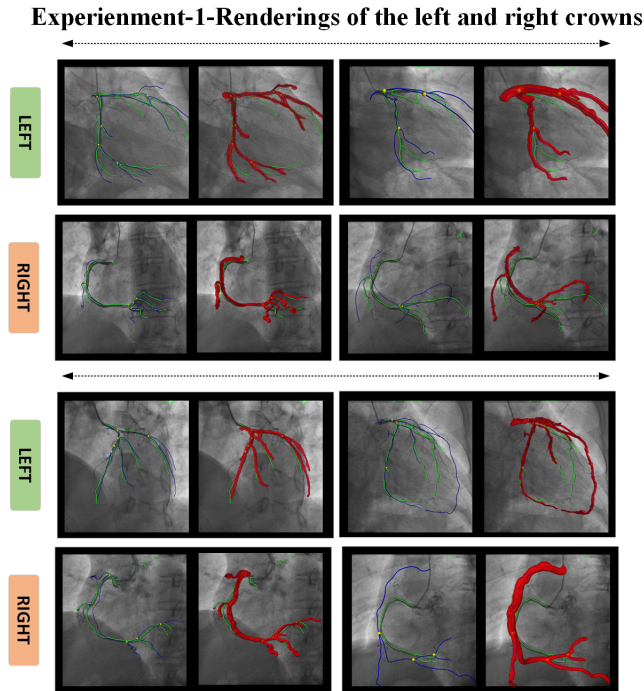 Experienment-1-Renderings of the left and right crowns
LEFT
RIGHT
LEFT
RIGHT